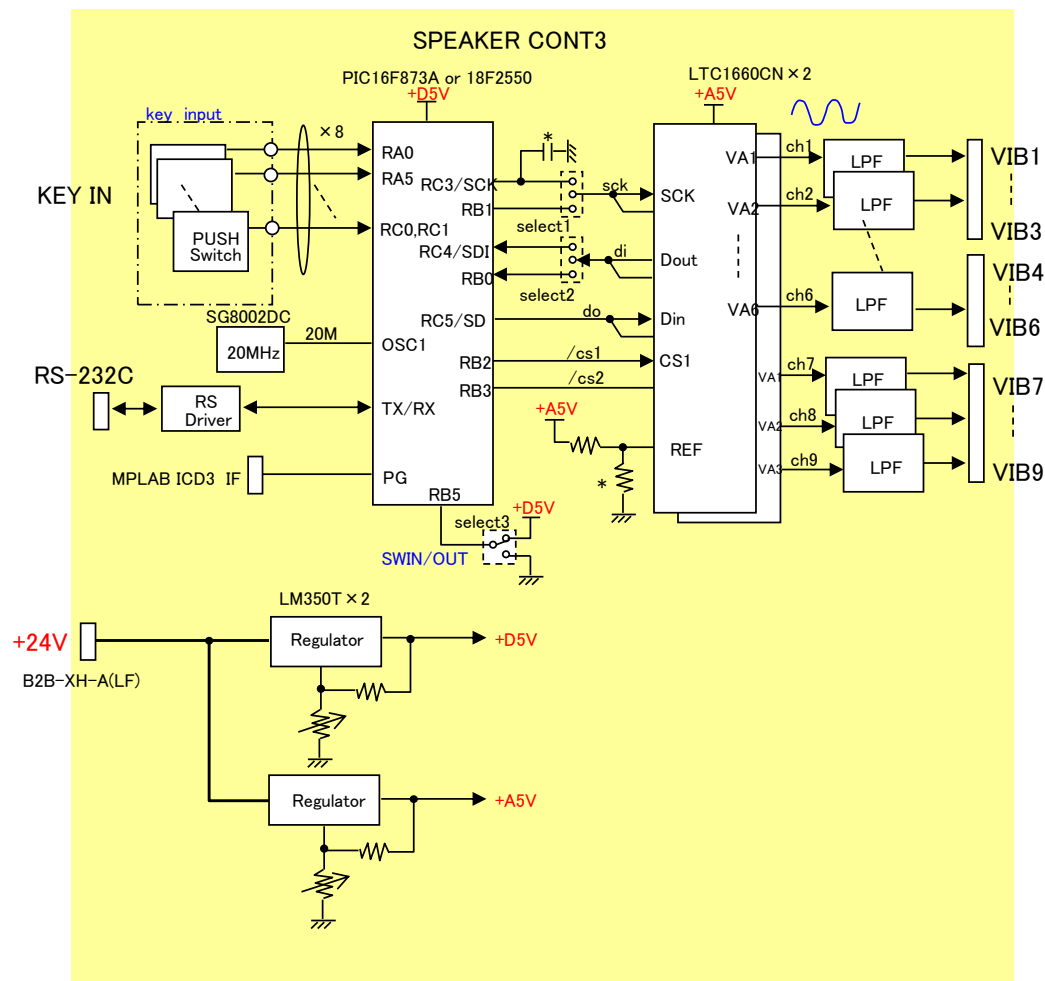 SPEAKER CONT3
PIC16F873A or 18F2550
+D5V
LTC1660CN×2
+A5V
key input
×8
KEY IN
PUSH
Switch
RA0
RA5
RC0,RC1
RC3/SCK
RB1
RC4/SDI
RB0
RC5/SD
RB2
RB3
OSC1
TX/RX
PG
RB5
*
select1
select2
sck
di
do
/cs1
/cs2
SCK
Dout
Din
CS1
REF
VA1
VA2
VA6
VA1
VA2
VA3
ch1
ch2
ch6
ch7
ch8
ch9
LPF
LPF
LPF
LPF
LPF
LPF
VIB1
VIB3
VIB4
VIB6
VIB7
VIB9
SG8002DC
20MHz
20M
RS-232C
RS
Driver
MPLAB ICD3 IF
+A5V
*
select3
+D5V
SWIN/OUT
LM350T×2
+24V
B2B-XH-A(LF)
Regulator
+D5V
Regulator
+A5V